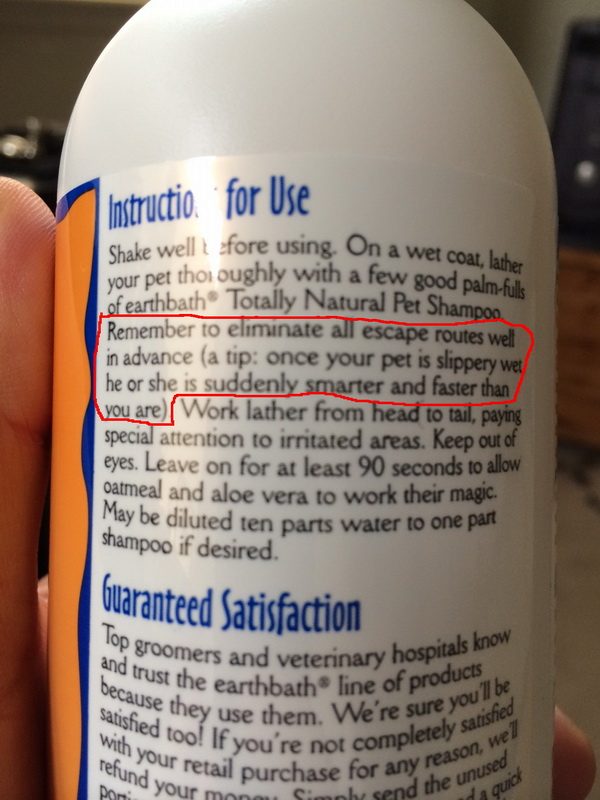 Instructions for Use
Shake well before using. On a wet coat, lather
your pet thoroughly with a few good palm-fulls
of earthbath® Totally Natural Pet Shampoo.
Remember to eliminate all escape routes well
in advance (a tip: once your pet is slippery wet
he or she is suddenly smarter and faster than
you are) Work lather from head to tail, paying
special attention to irritated areas. Keep out of
eyes. Leave on for at least 90 seconds to allow
oatmeal and aloe vera to work their magic.
May be diluted ten parts water to one part
shampoo if desired.
Guaranteed Satisfaction
Top groomers and veterinary hospitals know
and trust the earthbath® line of products
because they use them. We're sure you'll be
satisfied too! If you're not completely satisfied
with your retail purchase for any reason, we'll
refund your money. Simply send the unused
a quick